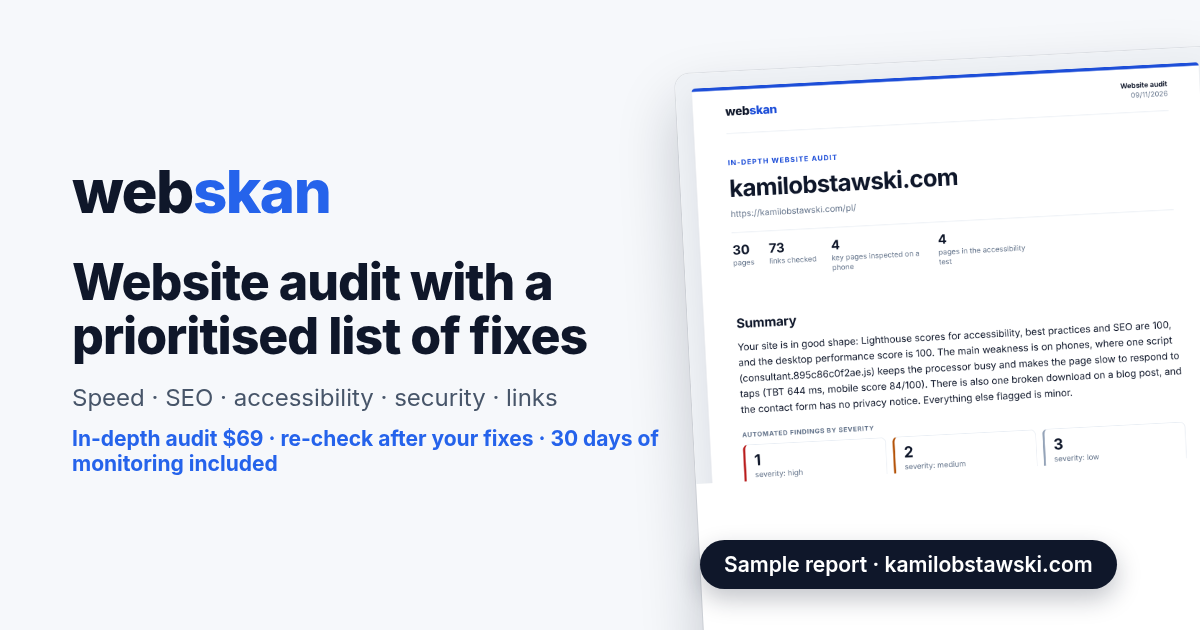 webskan
Website audit with a
prioritised list of fixes
Speed · SEO · accessibility · security · links
In-depth audit $69 · re-check after your fixes · 30 days of
monitoring included
webskan
Website audit
09/11/2026
IN-DEPTH WEBSITE AUDIT
kamilobstawski.com
https://kamilobstawski.com/pl/
30
pages
73
links checked
4
key pages inspected on a
phone
4
pages in the accessibility
test
Summary
Your site is in good shape: Lighthouse scores for accessibility, best practices and SEO are 100,
and the desktop performance score is 100. The main weakness is on phones, where one script
(consultant.895c86c0f2ae.js) keeps the processor busy and makes the page slow to respond to
taps (TBT 644 ms, mobile score 84/100). There is also one broken download on a blog post, and
the contact form has no privacy notice. Everything else flagged is minor.
AUTOMATED FINDINGS BY SEVERITY
1
severity: high
2
severity: medium
3
severity: low
Sample report · kamilobstawski.com